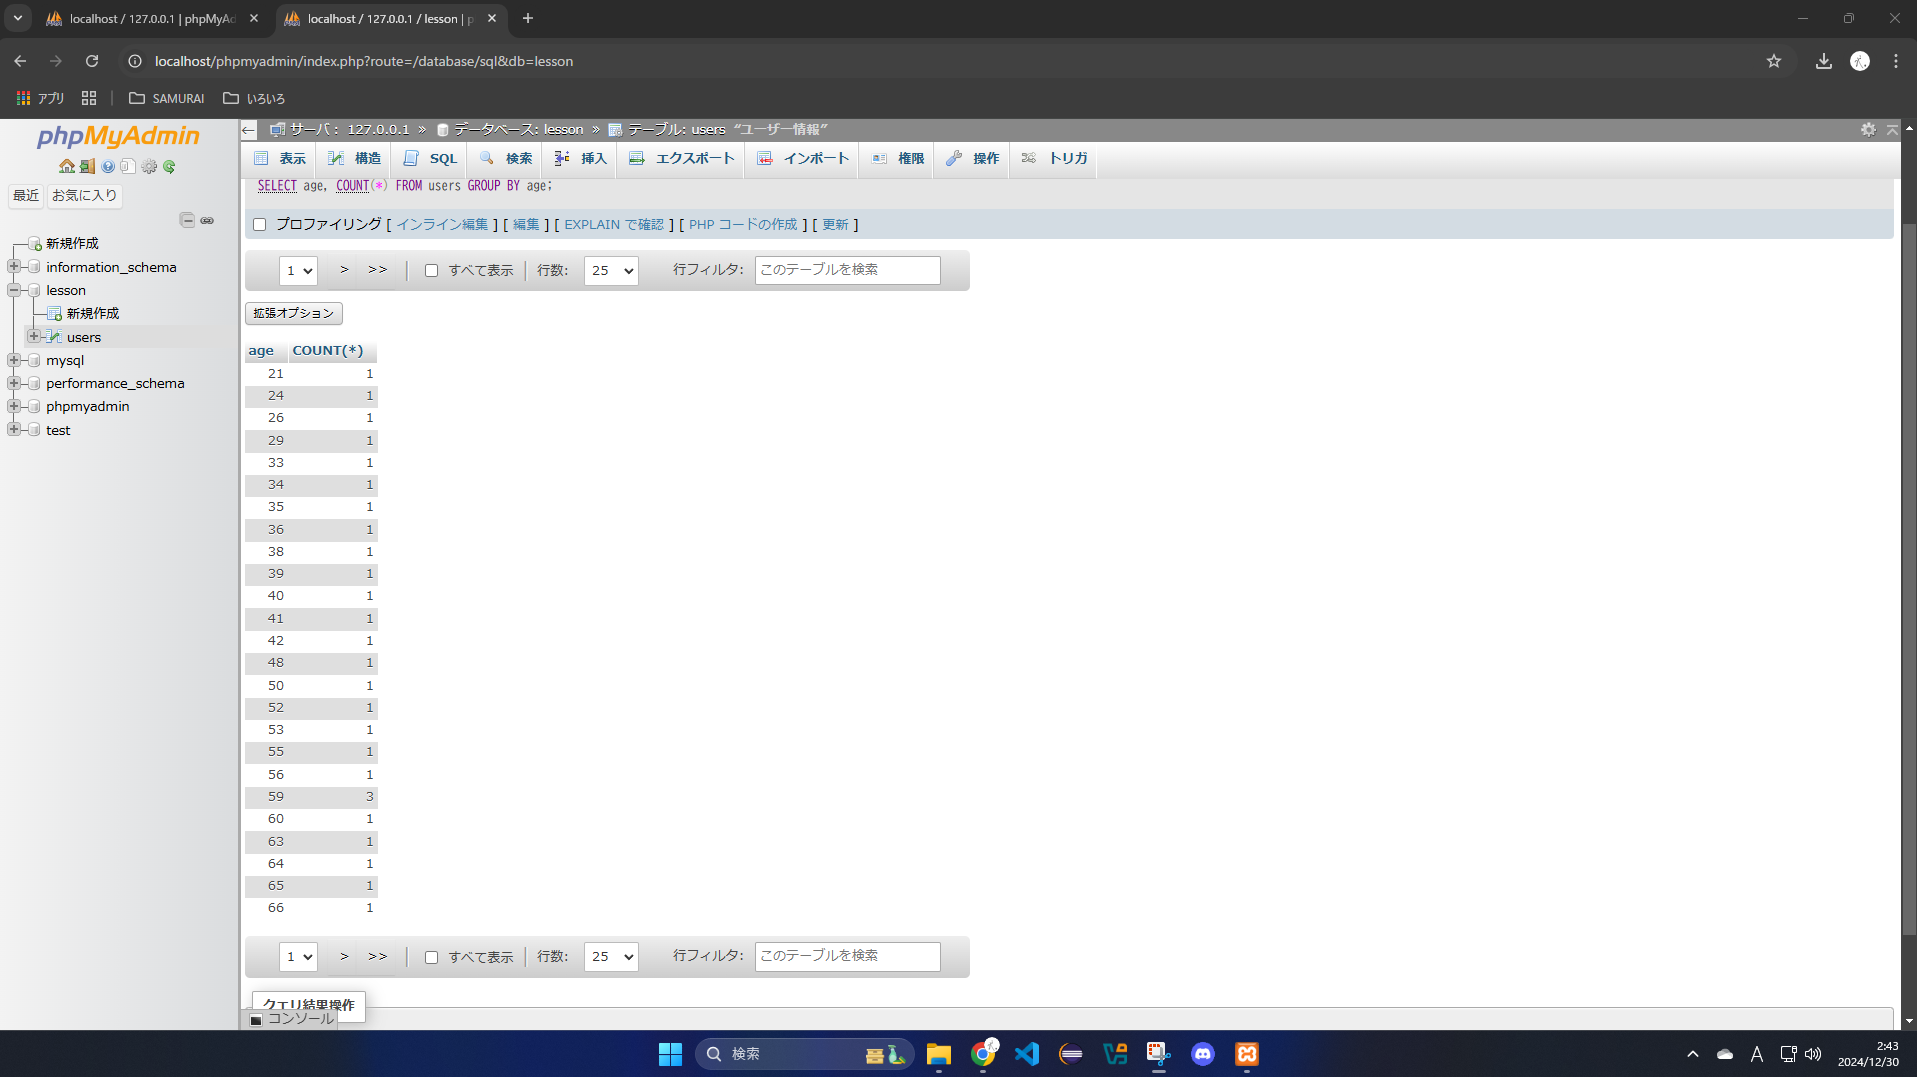 localhost / 127.0.0.1 | phpMyAd
localhost / 127.0.0.1 / lesson | p
localhost/phpmyadmin/index.php?route=/database/sql&db=lesson
アプリ
SAMURAI
いろいろ
phpMyAdmin
最近
お気に入り
新規作成
information_schema
lesson
新規作成
users
mysql
performance_schema
phpmyadmin
test
サーバ: 127.0.0.1 » データベース: lesson » テーブル: users “ユーザー情報”
表示 構造 SQL 検索 挿入 エクスポート インポート 権限 操作 トリガ
SELECT age, COUNT(*) FROM users GROUP BY age;
プロファイリング [ インライン編集 ] [ 編集 ] [ EXPLAIN で確認 ] [ PHP コードの作成 ] [ 更新 ]
1 > >> | すべて表示 | 行数: 25 行フィルタ: このテーブルを検索
拡張オプション
age COUNT(*)
21 1
24 1
26 1
29 1
33 1
34 1
35 1
36 1
38 1
39 1
40 1
41 1
42 1
48 1
50 1
52 1
53 1
55 1
56 1
59 3
60 1
63 1
64 1
65 1
66 1
1 > >> | すべて表示 | 行数: 25 行フィルタ: このテーブルを検索
クエリ結果操作
コンソール
検索
A
2:43
2024/12/30